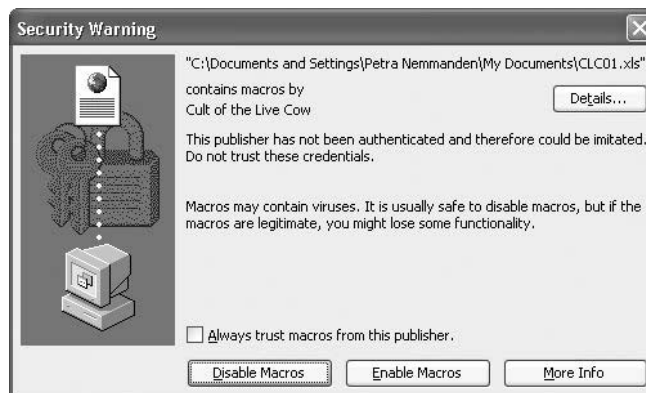 Security Warning
"C:\Documents and Settings\Petra Nemmanden\My Documents\CLC01.xls"
contains macros by
Cult of the Live Cow
Details...
This publisher has not been authenticated and therefore could be imitated.
Do not trust these credentials.
Macros may contain viruses. It is usually safe to disable macros, but if the
macros are legitimate, you might lose some functionality.
Always trust macros from this publisher.
Disable Macros
Enable Macros
More Info